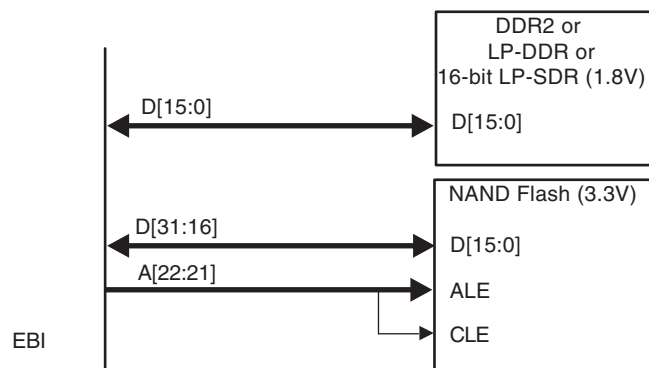 DDR2 or
LP-DDR or
16-bit LP-SDR (1.8V)
D[15:0]
D[15:0]
NAND Flash (3.3V)
D[31:16]
D[15:0]
A[22:21]
ALE
CLE
EBI